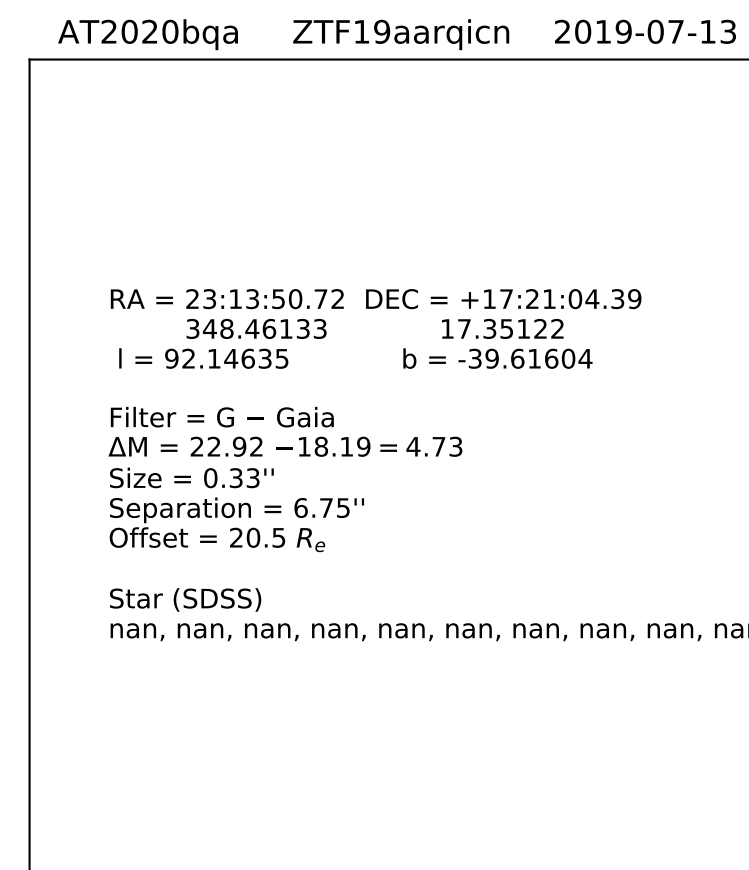 AT2020bqa ZTF19aarqicn 2019-07-13
RA = 23:13:50.72 DEC = +17:21:04.39
348.46133 17.35122
l = 92.14635 b = -39.61604
Filter = G − Gaia
ΔM = 22.92 −18.19 = 4.73
Size = 0.33''
Separation = 6.75''
Offset = 20.5 Re
Star (SDSS)
nan, nan, nan, nan, nan, nan, nan, nan, nan,